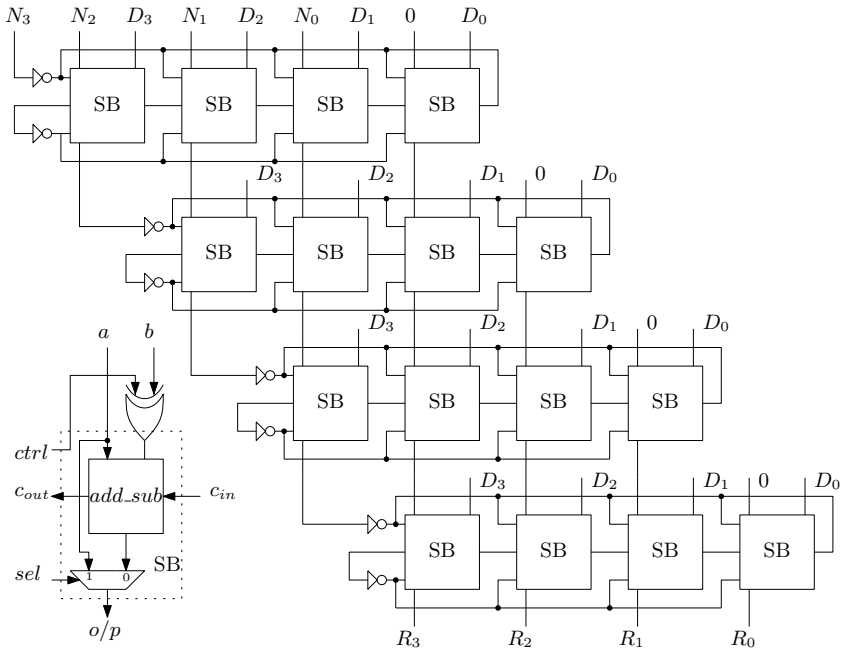 N₃ N₂ D₃ N₁ D₂ N₀ D₁ 0 D₀
SB SB SB SB
D₃ D₂ D₁ 0 D₀
SB SB SB SB
D₃ D₂ D₁ 0 D₀
SB SB SB SB
D₃ D₂ D₁ 0 D₀
SB SB SB SB
R₃ R₂ R₁ R₀
a b
ctrl
c_out add_sub c_in
sel 1 0 SB
o/p